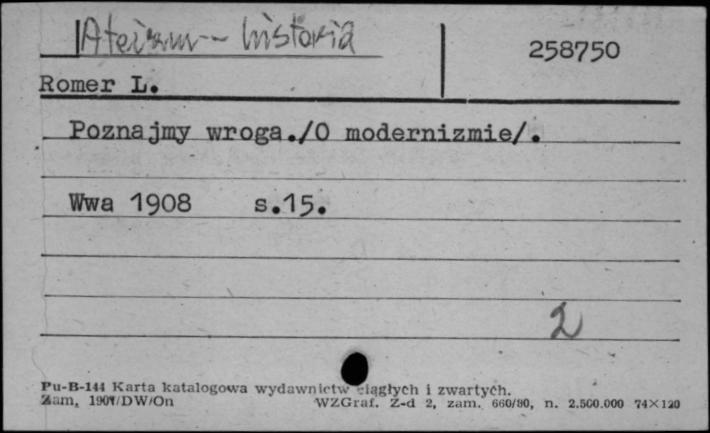 Ateizm - historia
258750
Romer L.
Poznajmy wroga./O modernizmie/.
Wwa 1908 s.15.
2
Pu-B-144 Karta katalogowa wydawnictw ciągłych i zwartych.
Zam, 1901/DW/On WZGraf. Z-d 2, zam. 660/80, n. 2.500.000 74×120